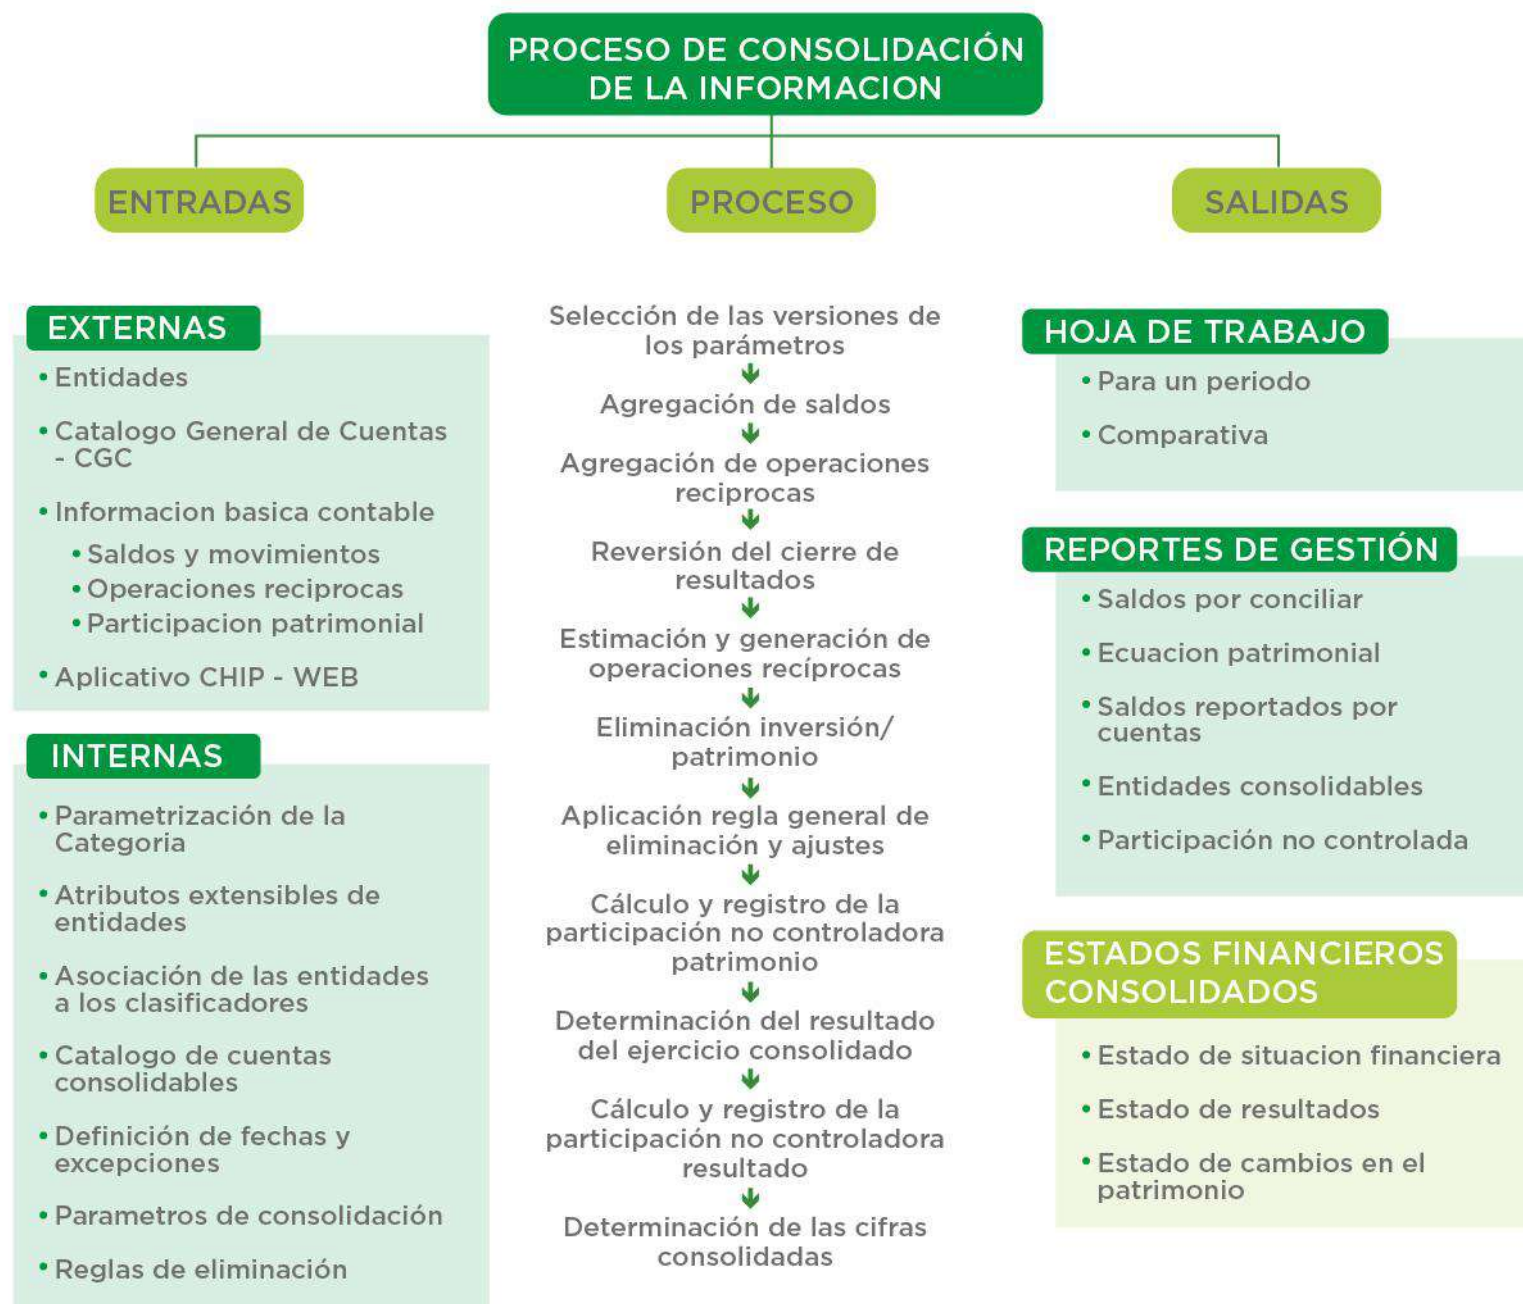 PROCESO DE CONSOLIDACIÓN
DE LA INFORMACION
ENTRADAS
PROCESO
SALIDAS
EXTERNAS
• Entidades
• Catalogo General de Cuentas
- CGC
• Informacion basica contable
• Saldos y movimientos
• Operaciones reciprocas
• Participacion patrimonial
• Aplicativo CHIP - WEB
INTERNAS
• Parametrización de la
Categoria
• Atributos extensibles de
entidades
• Asociación de las entidades
a los clasificadores
• Catalogo de cuentas
consolidables
• Definición de fechas y
excepciones
• Parametros de consolidación
• Reglas de eliminación
Selección de las versiones de
los parámetros
Agregación de saldos
Agregación de operaciones
reciprocas
Reversión del cierre de
resultados
Estimación y generación de
operaciones recíprocas
Eliminación inversión/
patrimonio
Aplicación regla general de
eliminación y ajustes
Cálculo y registro de la
participación no controladora
patrimonio
Determinación del resultado
del ejercicio consolidado
Cálculo y registro de la
participación no controladora
resultado
Determinación de las cifras
consolidadas
HOJA DE TRABAJO
• Para un periodo
• Comparativa
REPORTES DE GESTIÓN
• Saldos por conciliar
• Ecuacion patrimonial
• Saldos reportados por
cuentas
• Entidades consolidables
• Participación no controlada
ESTADOS FINANCIEROS
CONSOLIDADOS
• Estado de situacion financiera
• Estado de resultados
• Estado de cambios en el
patrimonio